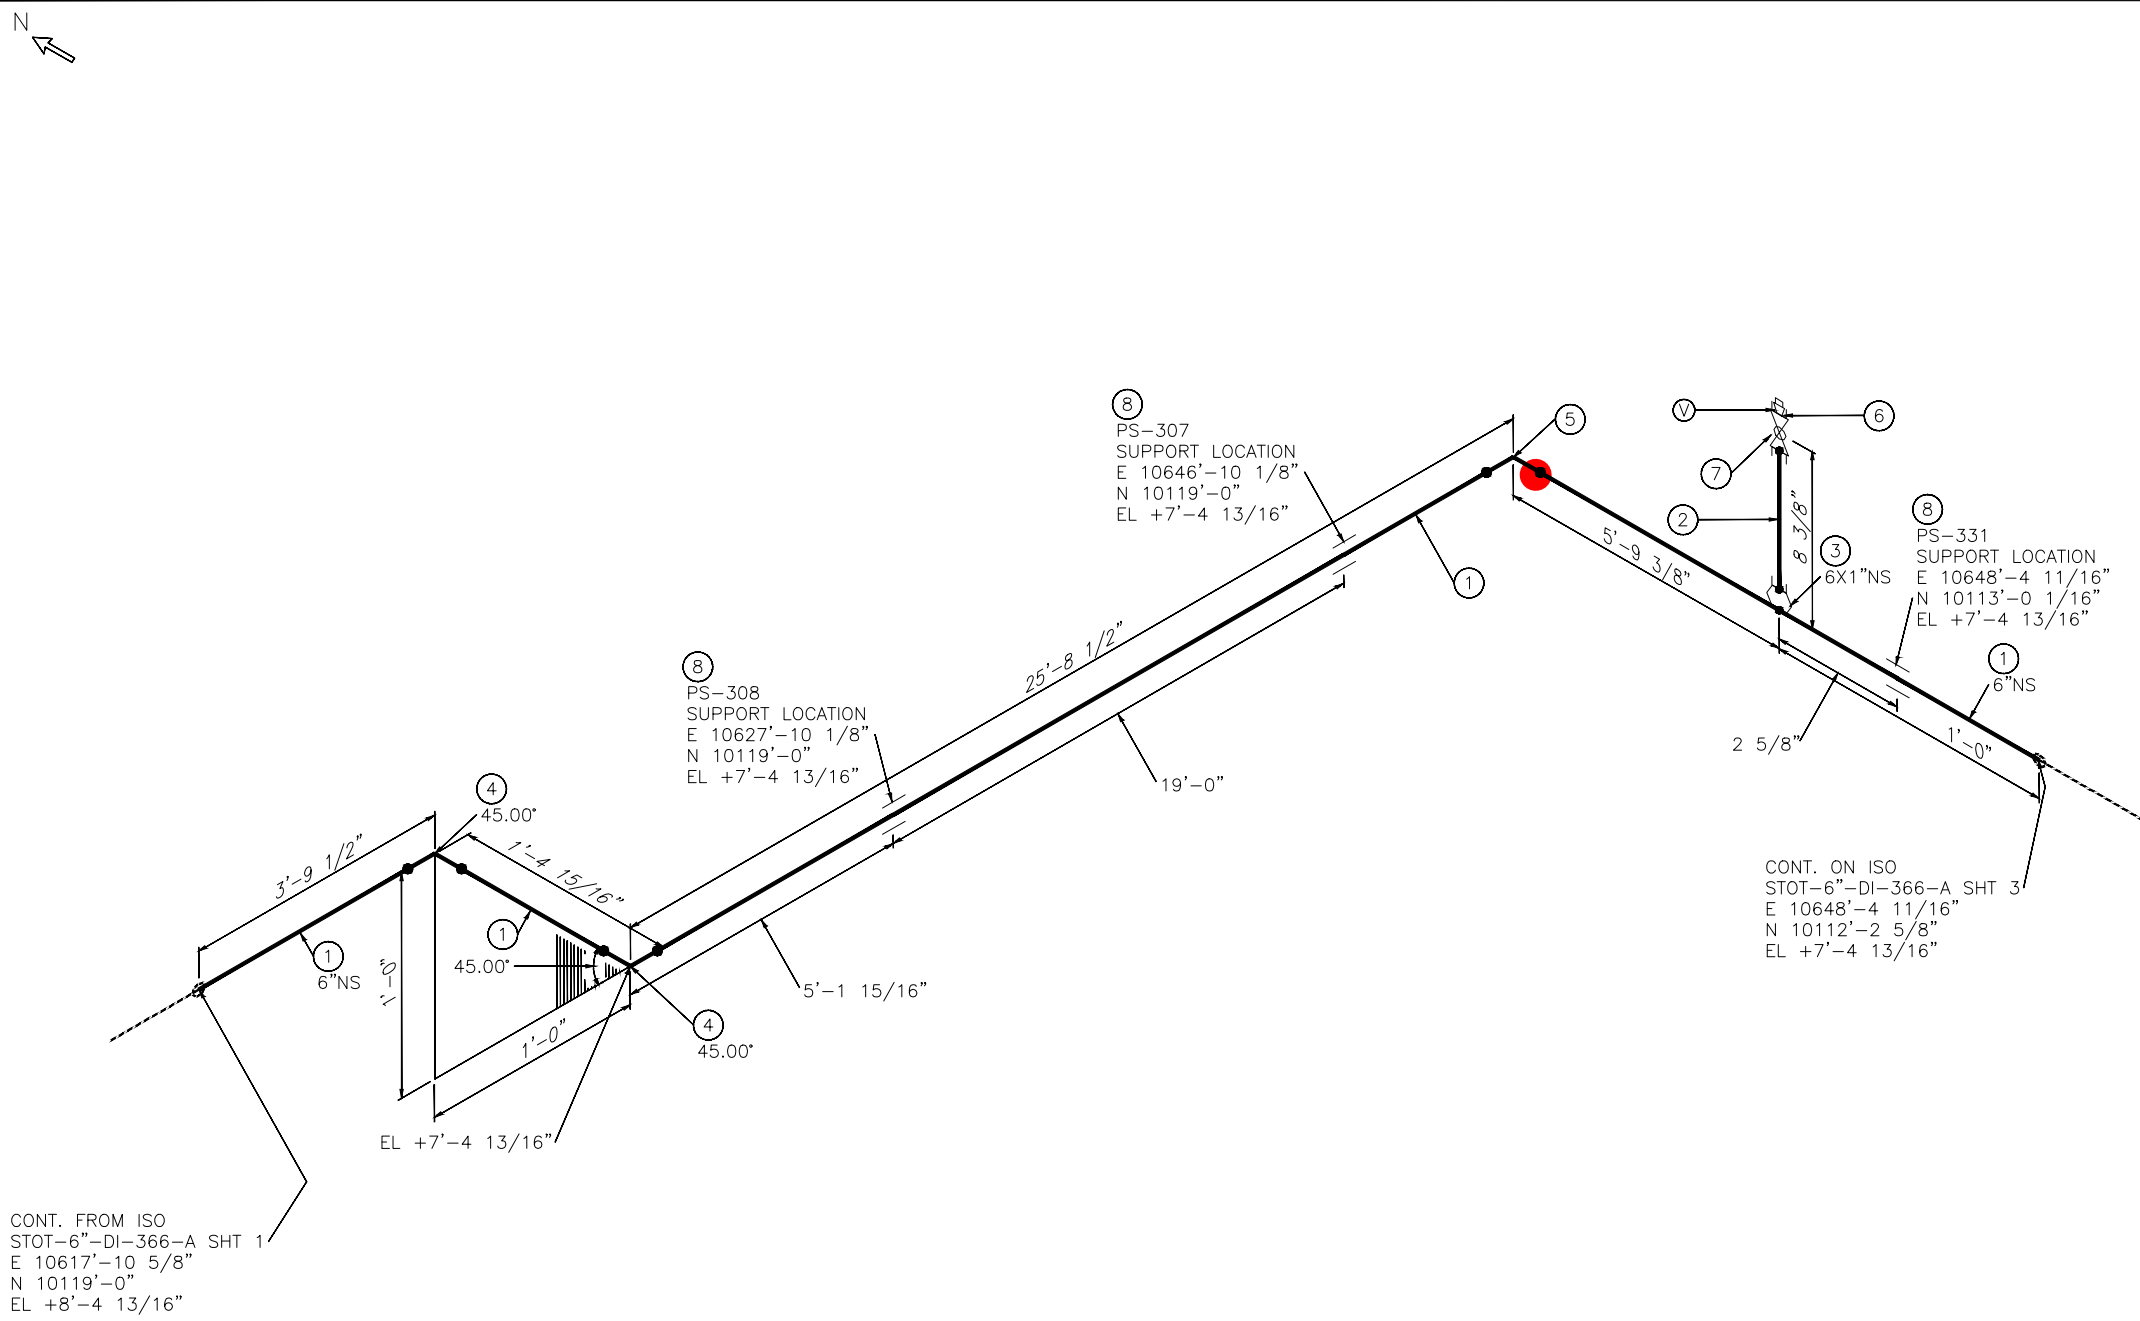 N
8
PS-307
SUPPORT LOCATION
E 10646'-10 1/8"
N 10119'-0"
EL +7'-4 13/16"
5
V
6
7
2
8 3/8"
3
6X1"NS
8
PS-331
SUPPORT LOCATION
E 10648'-4 11/16"
N 10113'-0 1/16"
EL +7'-4 13/16"
5'-9 3/8"
1
1
6"NS
25'-8 1/2"
8
PS-308
SUPPORT LOCATION
E 10627'-10 1/8"
N 10119'-0"
EL +7'-4 13/16"
2 5/8"
1'-0"
19'-0"
4
45.00°
3'-9 1/2"
1'-4 15/16"
CONT. ON ISO
STOT-6"-DI-366-A SHT 3
E 10648'-4 11/16"
N 10112'-2 5/8"
EL +7'-4 13/16"
1
1
6"NS
45.00°
1'-0"
5'-1 15/16"
4
45.00°
1'-0"
EL +7'-4 13/16"
CONT. FROM ISO
STOT-6"-DI-366-A SHT 1
E 10617'-10 5/8"
N 10119'-0"
EL +8'-4 13/16"